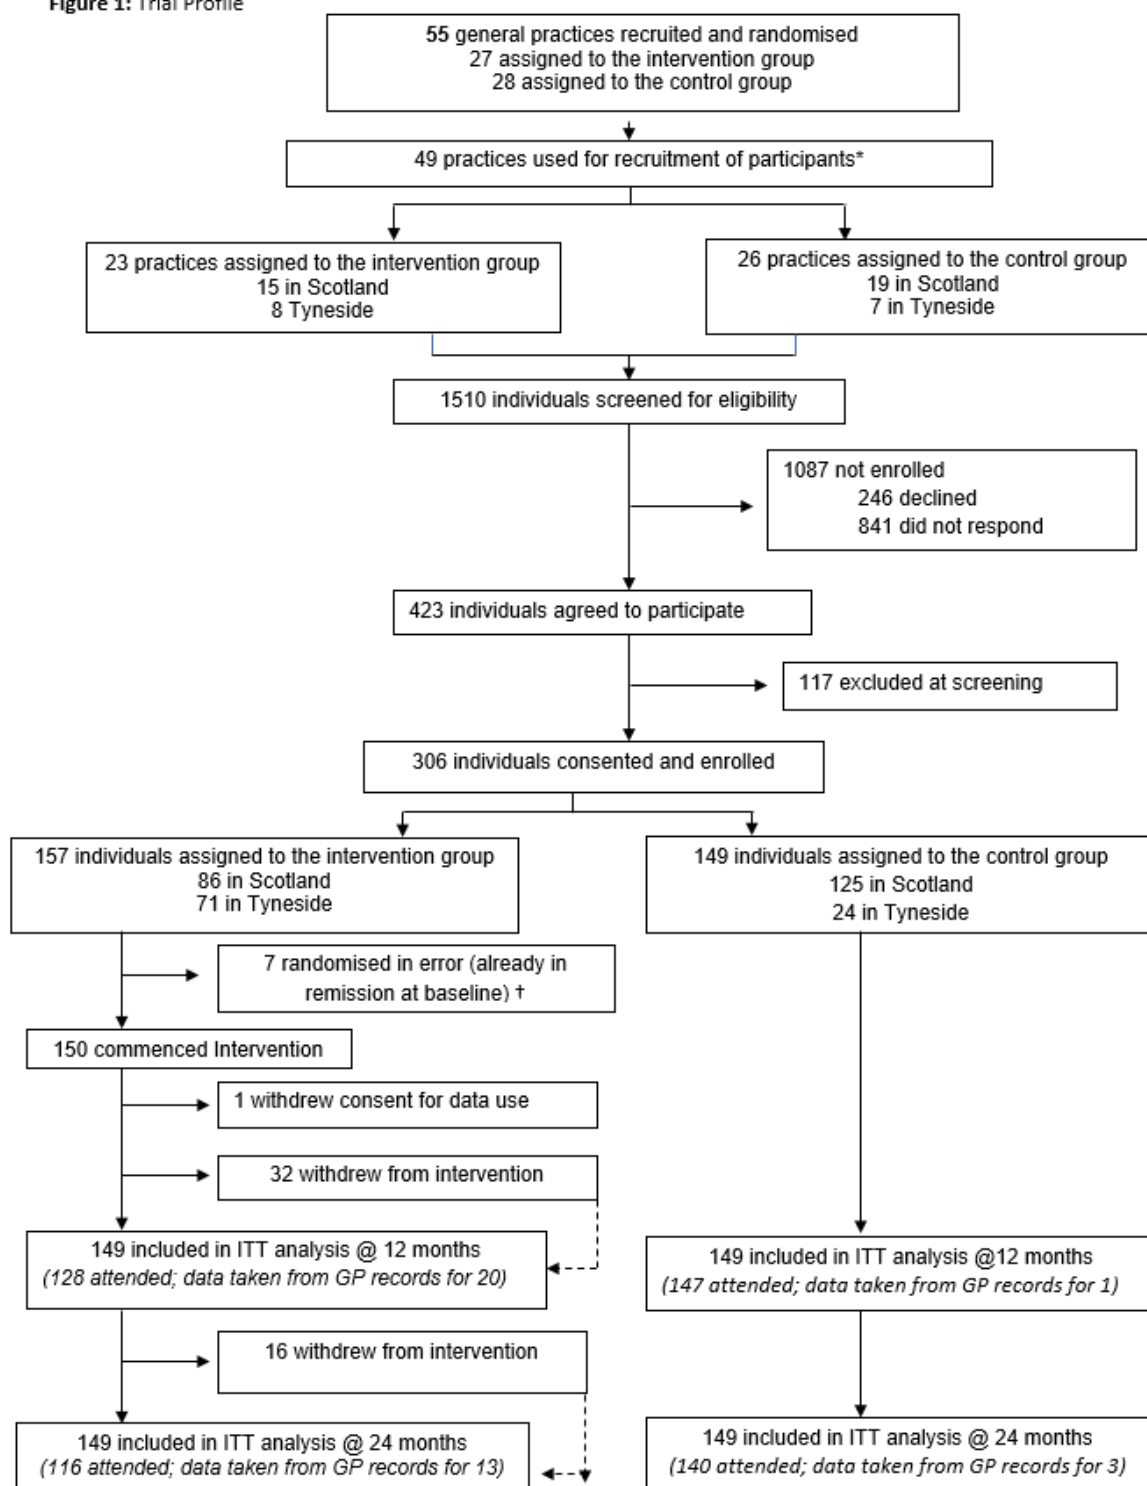 Figure 1: Trial Profile
55 general practices recruited and randomised
27 assigned to the intervention group
28 assigned to the control group
49 practices used for recruitment of participants*
23 practices assigned to the intervention group
15 in Scotland
8 Tyneside
26 practices assigned to the control group
19 in Scotland
7 in Tyneside
1510 individuals screened for eligibility
1087 not enrolled
246 declined
841 did not respond
423 individuals agreed to participate
117 excluded at screening
306 individuals consented and enrolled
157 individuals assigned to the intervention group
86 in Scotland
71 in Tyneside
149 individuals assigned to the control group
125 in Scotland
24 in Tyneside
7 randomised in error (already in
remission at baseline) †
150 commenced Intervention
1 withdrew consent for data use
32 withdrew from intervention
149 included in ITT analysis @ 12 months
(128 attended; data taken from GP records for 20)
149 included in ITT analysis @12 months
(147 attended; data taken from GP records for 1)
16 withdrew from intervention
149 included in ITT analysis @ 24 months
(116 attended; data taken from GP records for 13)
149 included in ITT analysis @ 24 months
(140 attended; data taken from GP records for 3)